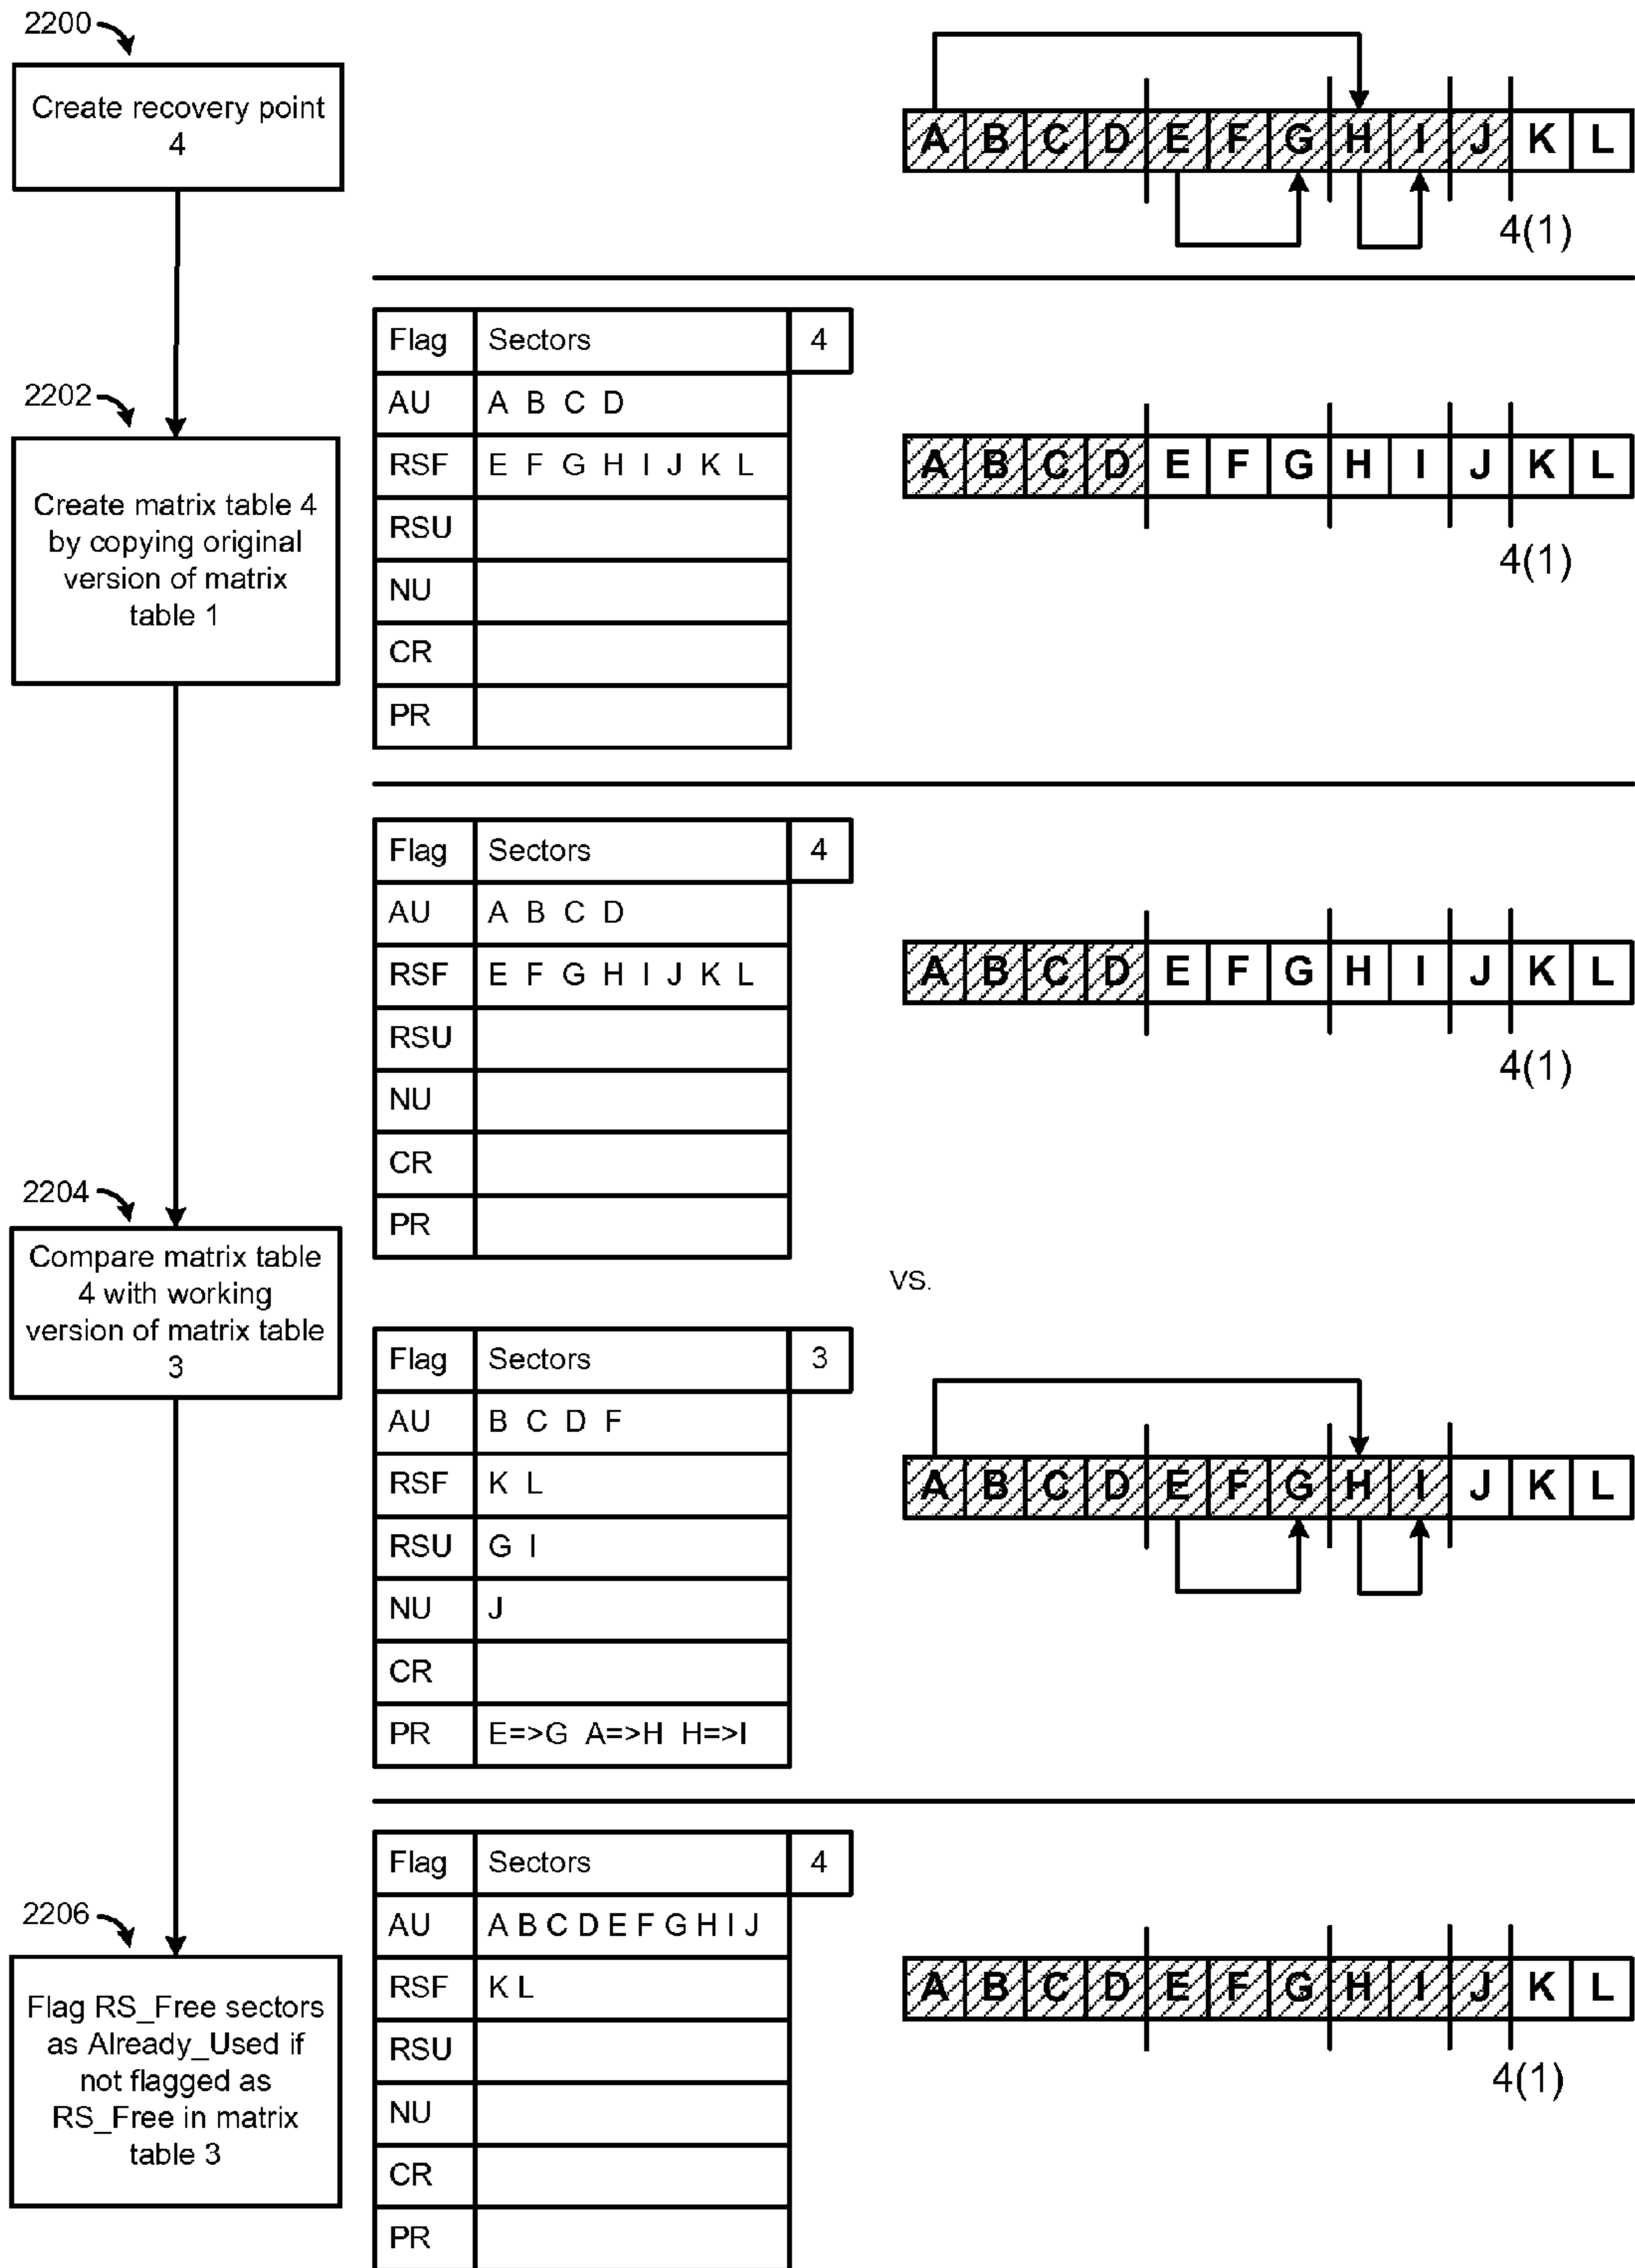 2200
Create recovery point
4
A B C D E F G H I J K L
4(1)
2202
Create matrix table 4
by copying original
version of matrix
table 1
Flag Sectors 4
AU A B C D
RSF E F G H I J K L
RSU
NU
CR
PR
A B C D E F G H I J K L
4(1)
2204
Compare matrix table
4 with working
version of matrix table
3
Flag Sectors 4
AU A B C D
RSF E F G H I J K L
RSU
NU
CR
PR
A B C D E F G H I J K L
4(1)
VS.
Flag Sectors 3
AU B C D F
RSF K L
RSU G I
NU J
CR
PR E=>G A=>H H=>I
A B C D E F G H I J K L
2206
Flag RS_Free sectors
as Already_Used if
not flagged as
RS_Free in matrix
table 3
Flag Sectors 4
AU A B C D E F G H I J
RSF K L
RSU
NU
CR
PR
A B C D E F G H I J K L
4(1)